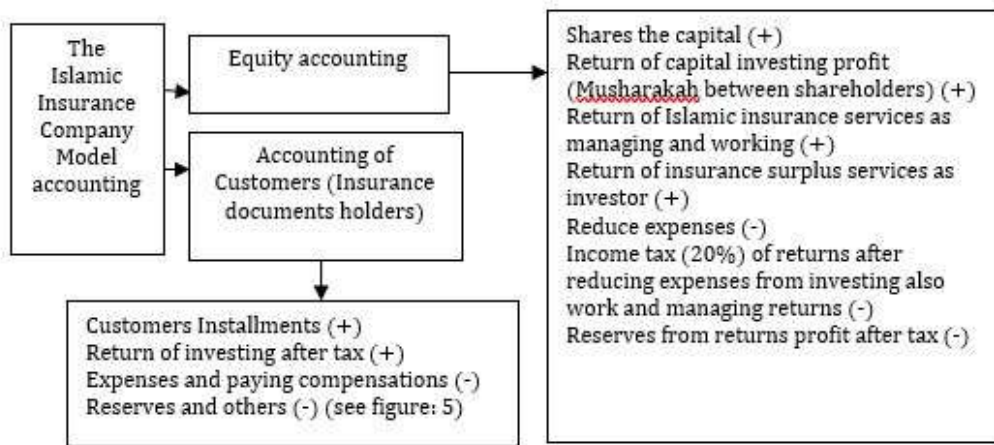 The
Islamic
Insurance
Company
Model
accounting
Equity accounting
Accounting of
Customers (Insurance
documents holders)
Shares the capital (+)
Return of capital investing profit
(Musharakah between shareholders) (+)
Return of Islamic insurance services as
managing and working (+)
Return of insurance surplus services as
investor (+)
Reduce expenses (-)
Income tax (20%) of returns after
reducing expenses from investing also
work and managing returns (-)
Reserves from returns profit after tax (-)
Customers Installments (+)
Return of investing after tax (+)
Expenses and paying compensations (-)
Reserves and others (-) (see figure: 5)